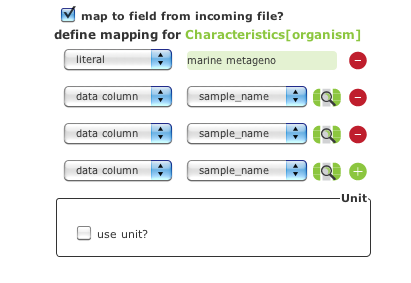 map to field from incoming file?
define mapping for Characteristics[organism]
literal marine metageno
data column sample_name
data column sample_name
data column sample_name
Unit
use unit?